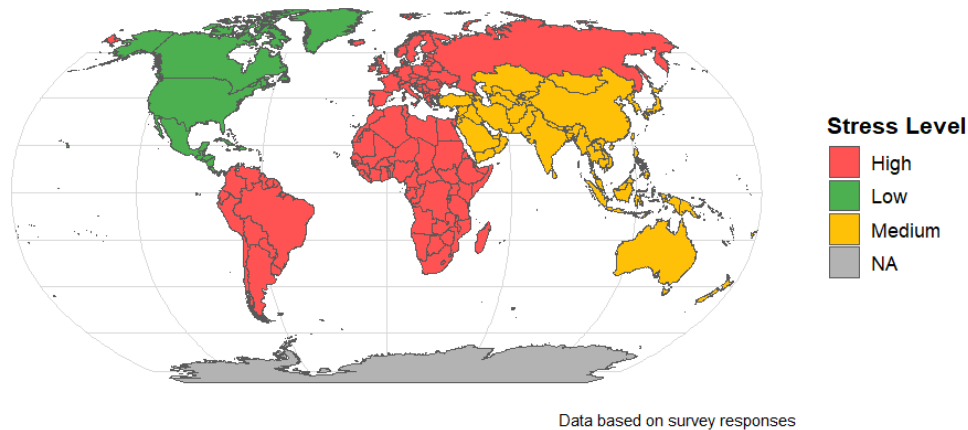 Stress Level
High
Low
Medium
NA
Data based on survey responses